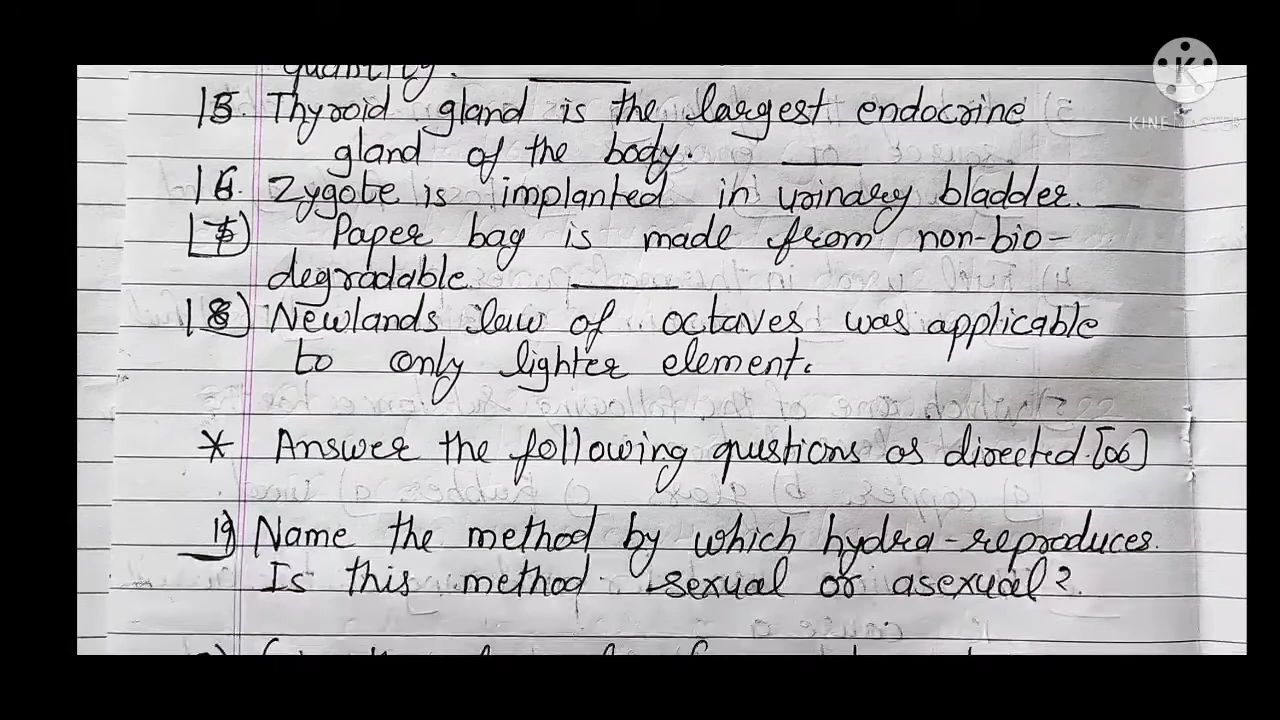 quantity.
15. Thyroid gland is the largest endocrine
gland of the body.
16. Zygote is implanted in urinary bladder.
17) Paper bag is made from non-bio-
degradable.
18) Newlands law of octaves was applicable
to only lighter element.
* Answer the following quistions as directed. [06]
19) Name the method by which hydra-reproduces.
Is this method sexual or asexual?
K
KINEMASTER